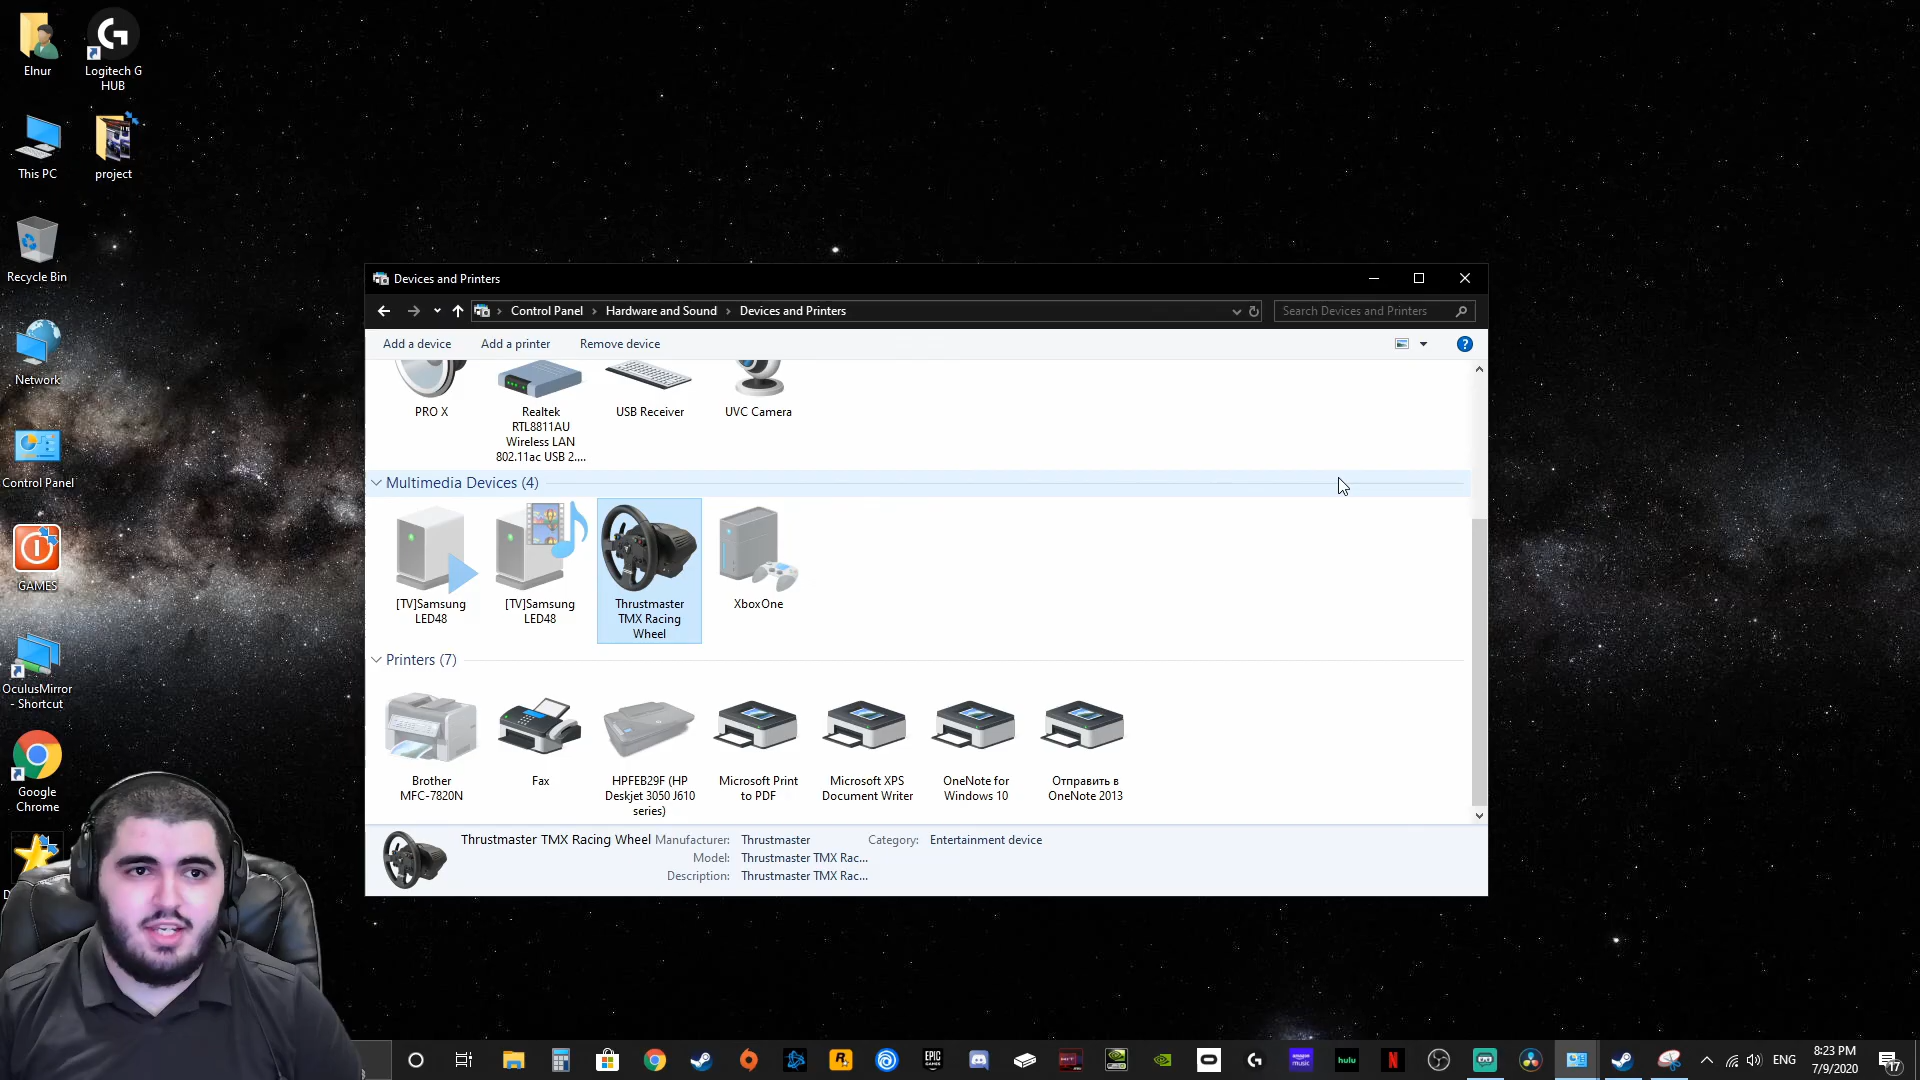 Elnur
Logitech G
HUB
This PC
project
Recycle Bin
Network
Control Panel
GAMES
OculusMirror
- Shortcut
Google
Chrome
Devices and Printers
Control Panel
Hardware and Sound
Devices and Printers
Search Devices and Printers
Add a device
Add a printer
Remove device
PRO X
Realtek
RTL8811AU
Wireless LAN
802.11ac USB 2....
USB Receiver
UVC Camera
Multimedia Devices (4)
[TV]Samsung
LED48
[TV]Samsung
LED48
Thrustmaster
TMX Racing
Wheel
XboxOne
Printers (7)
Brother
MFC-7820N
Fax
HPFEB29F (HP
Deskjet 3050 J610
series)
Microsoft Print
to PDF
Microsoft XPS
Document Writer
OneNote for
Windows 10
Отправить в
OneNote 2013
Thrustmaster TMX Racing Wheel
Manufacturer: Thrustmaster
Category: Entertainment device
Model: Thrustmaster TMX Rac...
Description: Thrustmaster TMX Rac...
EPIC
GAMES
amazon
music
hulu
ENG
8:23 PM
7/9/2020
17